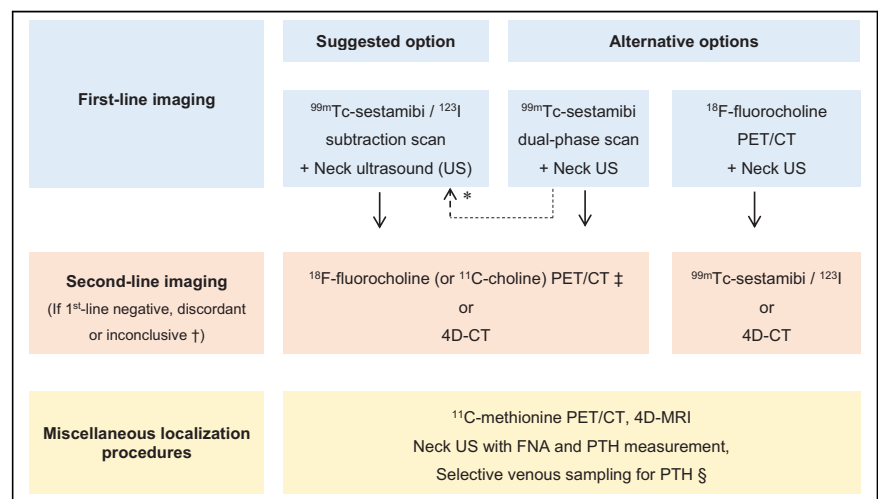 Suggested option
Alternative options
First-line imaging
⁹⁹ᵐTc-sestamibi / ¹²³I
subtraction scan
+ Neck ultrasound (US)
⁹⁹ᵐTc-sestamibi
dual-phase scan
+ Neck US
¹⁸F-fluorocholine
PET/CT
+ Neck US
*
Second-line imaging
(If 1ˢᵗ-line negative, discordant
or inconclusive †)
¹⁸F-fluorocholine (or ¹¹C-choline) PET/CT ‡
or
4D-CT
⁹⁹ᵐTc-sestamibi / ¹²³I
or
4D-CT
Miscellaneous localization
procedures
¹¹C-methionine PET/CT, 4D-MRI
Neck US with FNA and PTH measurement,
Selective venous sampling for PTH §